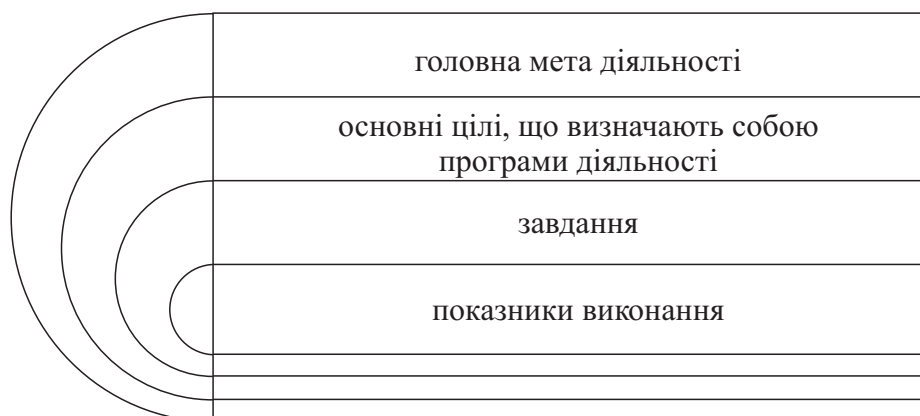 головна мета діяльності
основні цілі, що визначають собою
програми діяльності
завдання
показники виконання